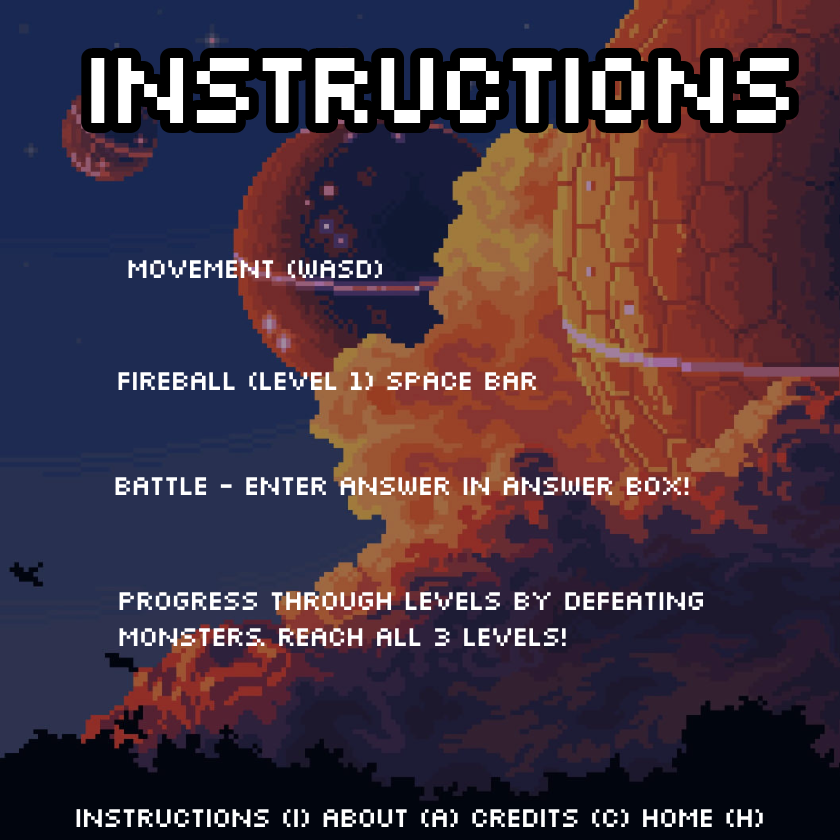 INSTRUCTIONS
MOVEMENT (WASD)
FIREBALL (LEVEL 1) SPACE BAR
BATTLE - ENTER ANSWER IN ANSWER BOX!
PROGRESS THROUGH LEVELS BY DEFEATING
MONSTERS. REACH ALL 3 LEVELS!
INSTRUCTIONS (I) ABOUT (A) CREDITS (C) HOME (H)